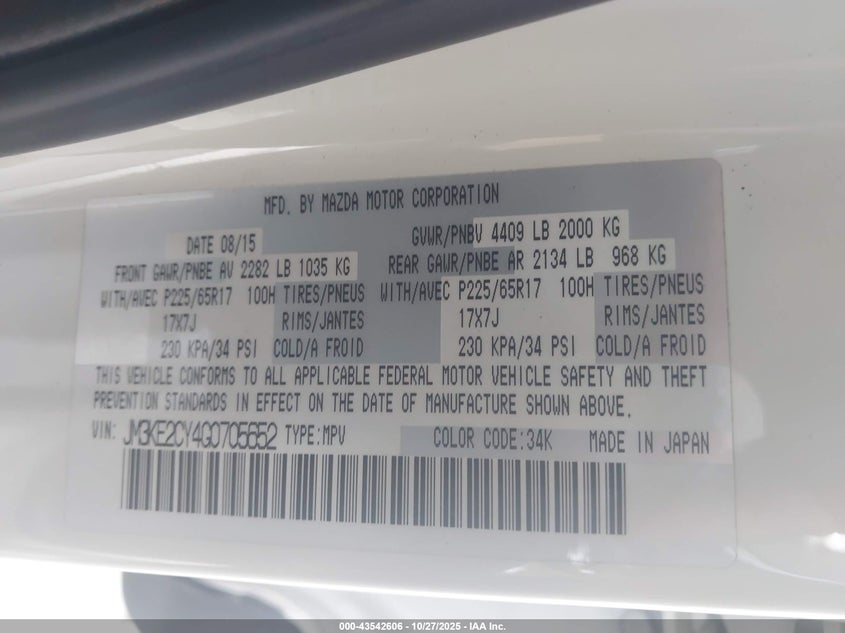 MFD. BY MAZDA MOTOR CORPORATION
DATE 08/15 GVWR/PNBV 4409 LB 2000 KG
FRONT GAWR/PNBE AV 2282 LB 1035 KG REAR GAWR/PNBE AR 2134 LB 968 KG
WITH/AVEC P225/65R17 100H TIRES/PNEUS WITH/AVEC P225/65R17 100H TIRES/PNEUS
17X7J RIMS/JANTES 17X7J RIMS/JANTES
230 KPA/34 PSI COLD/A FROID 230 KPA/34 PSI COLD/A FROID
THIS VEHICLE CONFORMS TO ALL APPLICABLE FEDERAL MOTOR VEHICLE SAFETY AND THEFT
PREVENTION STANDARDS IN EFFECT ON THE DATE OF MANUFACTURE SHOWN ABOVE.
VIN: JM3KE2CY4G0705652 TYPE:MPV COLOR CODE:34K MADE IN JAPAN
000-43542606 - 10/27/2025 - IAA Inc.